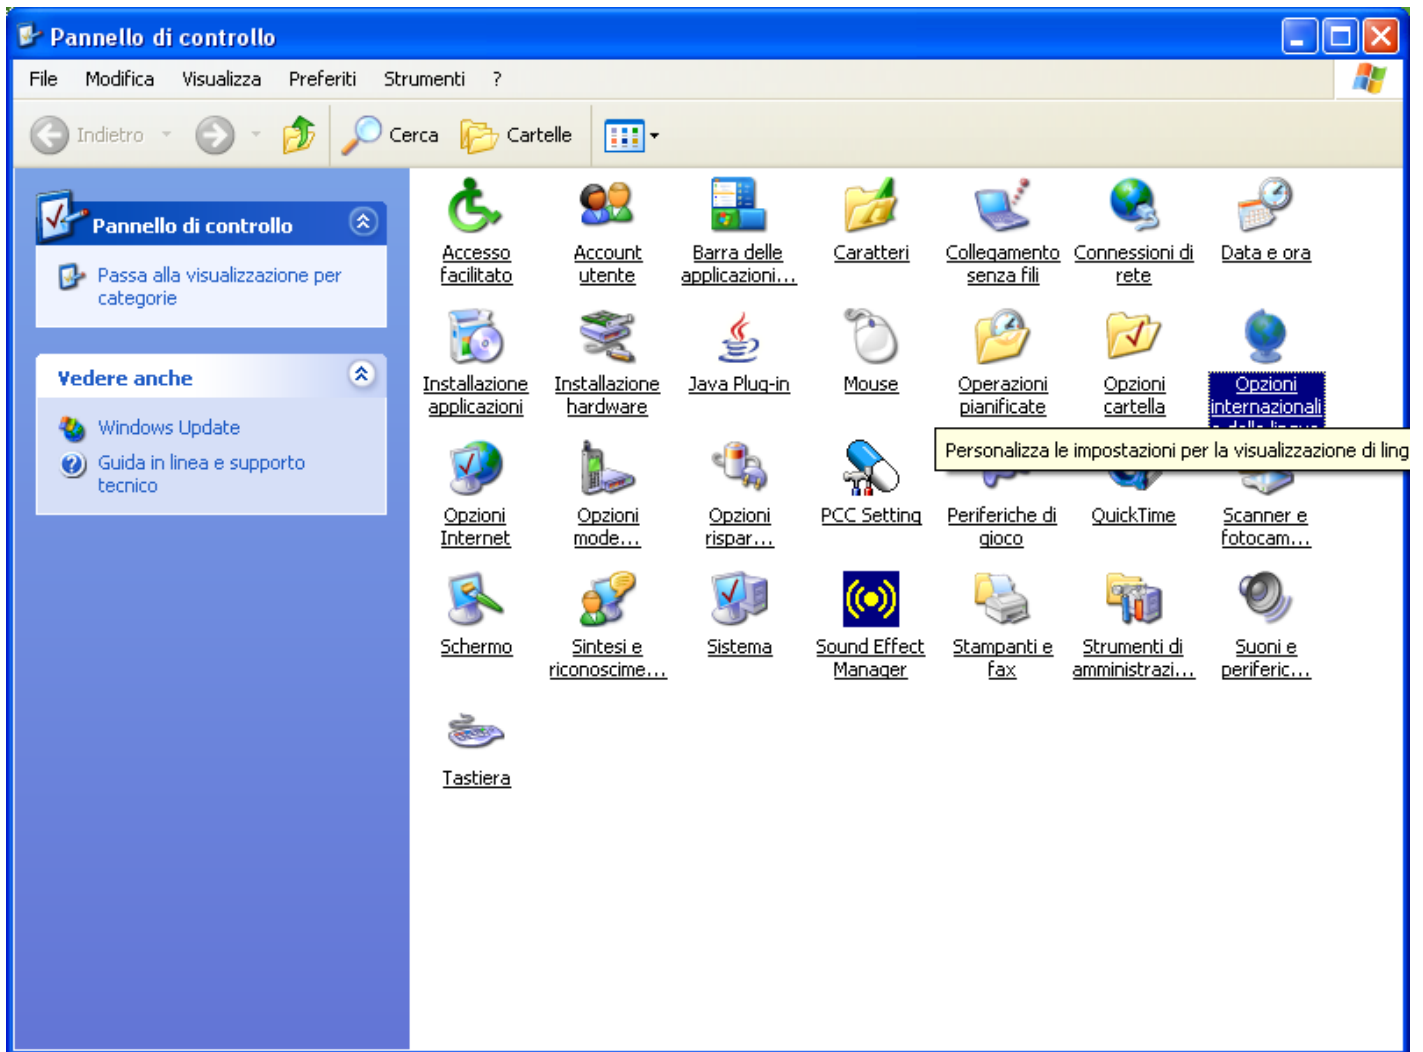 Pannello di controllo
File Modifica Visualizza Preferiti Strumenti ?
Indietro Cerca Cartelle
Pannello di controllo
Passa alla visualizzazione per
categorie
Vedere anche
Windows Update
Guida in linea e supporto
tecnico
Accesso
facilitato
Account
utente
Barra delle
applicazioni...
Caratteri
Collegamento
senza fili
Connessioni di
rete
Data e ora
Installazione
applicazioni
Installazione
hardware
Java Plug-in
Mouse
Operazioni
pianificate
Opzioni
cartella
Opzioni
internazionali
e della lingua
Personalizza le impostazioni per la visualizzazione di ling
Opzioni
Internet
Opzioni
mode...
Opzioni
rispar...
PCC Setting
Periferiche di
gioco
QuickTime
Scanner e
fotocam...
Schermo
Sintesi e
riconoscime...
Sistema
Sound Effect
Manager
Stampanti e
fax
Strumenti di
amministrazi...
Suoni e
periferic...
Tastiera